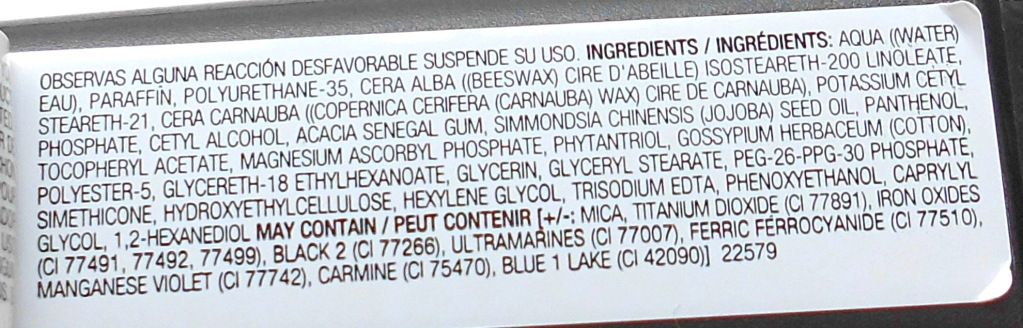 OBSERVAS ALGUNA REACCIÓN DESFAVORABLE SUSPENDE SU USO. INGREDIENTS / INGRÉDIENTS: AQUA ((WATER)
EAU), PARAFFIN, POLYURETHANE-35, CERA ALBA ((BEESWAX) CIRE D'ABEILLE) ISOSTEARETH-200 LINOLEATE,
STEARETH-21, CERA CARNAUBA ((COPERNICA CERIFERA (CARNAUBA) WAX) CIRE DE CARNAUBA), POTASSIUM CETYL
PHOSPHATE, CETYL ALCOHOL, ACACIA SENEGAL GUM, SIMMONDSIA CHINENSIS (JOJOBA) SEED OIL, PANTHENOL,
TOCOPHERYL ACETATE, MAGNESIUM ASCORBYL PHOSPHATE, PHYTANTRIOL, GOSSYPIUM HERBACEUM (COTTON),
POLYESTER-5, GLYCERETH-18 ETHYLHEXANOATE, GLYCERIN, GLYCERYL STEARATE, PEG-26-PPG-30 PHOSPHATE,
SIMETHICONE, HYDROXYETHYLCELLULOSE, HEXYLENE GLYCOL, TRISODIUM EDTA, PHENOXYETHANOL, CAPRYLYL
GLYCOL, 1,2-HEXANEDIOL MAY CONTAIN / PEUT CONTENIR [+/-: MICA, TITANIUM DIOXIDE (CI 77891), IRON OXIDES
(CI 77491, 77492, 77499), BLACK 2 (CI 77266), ULTRAMARINES (CI 77007), FERRIC FERROCYANIDE (CI 77510),
MANGANESE VIOLET (CI 77742), CARMINE (CI 75470), BLUE 1 LAKE (CI 42090)] 22579